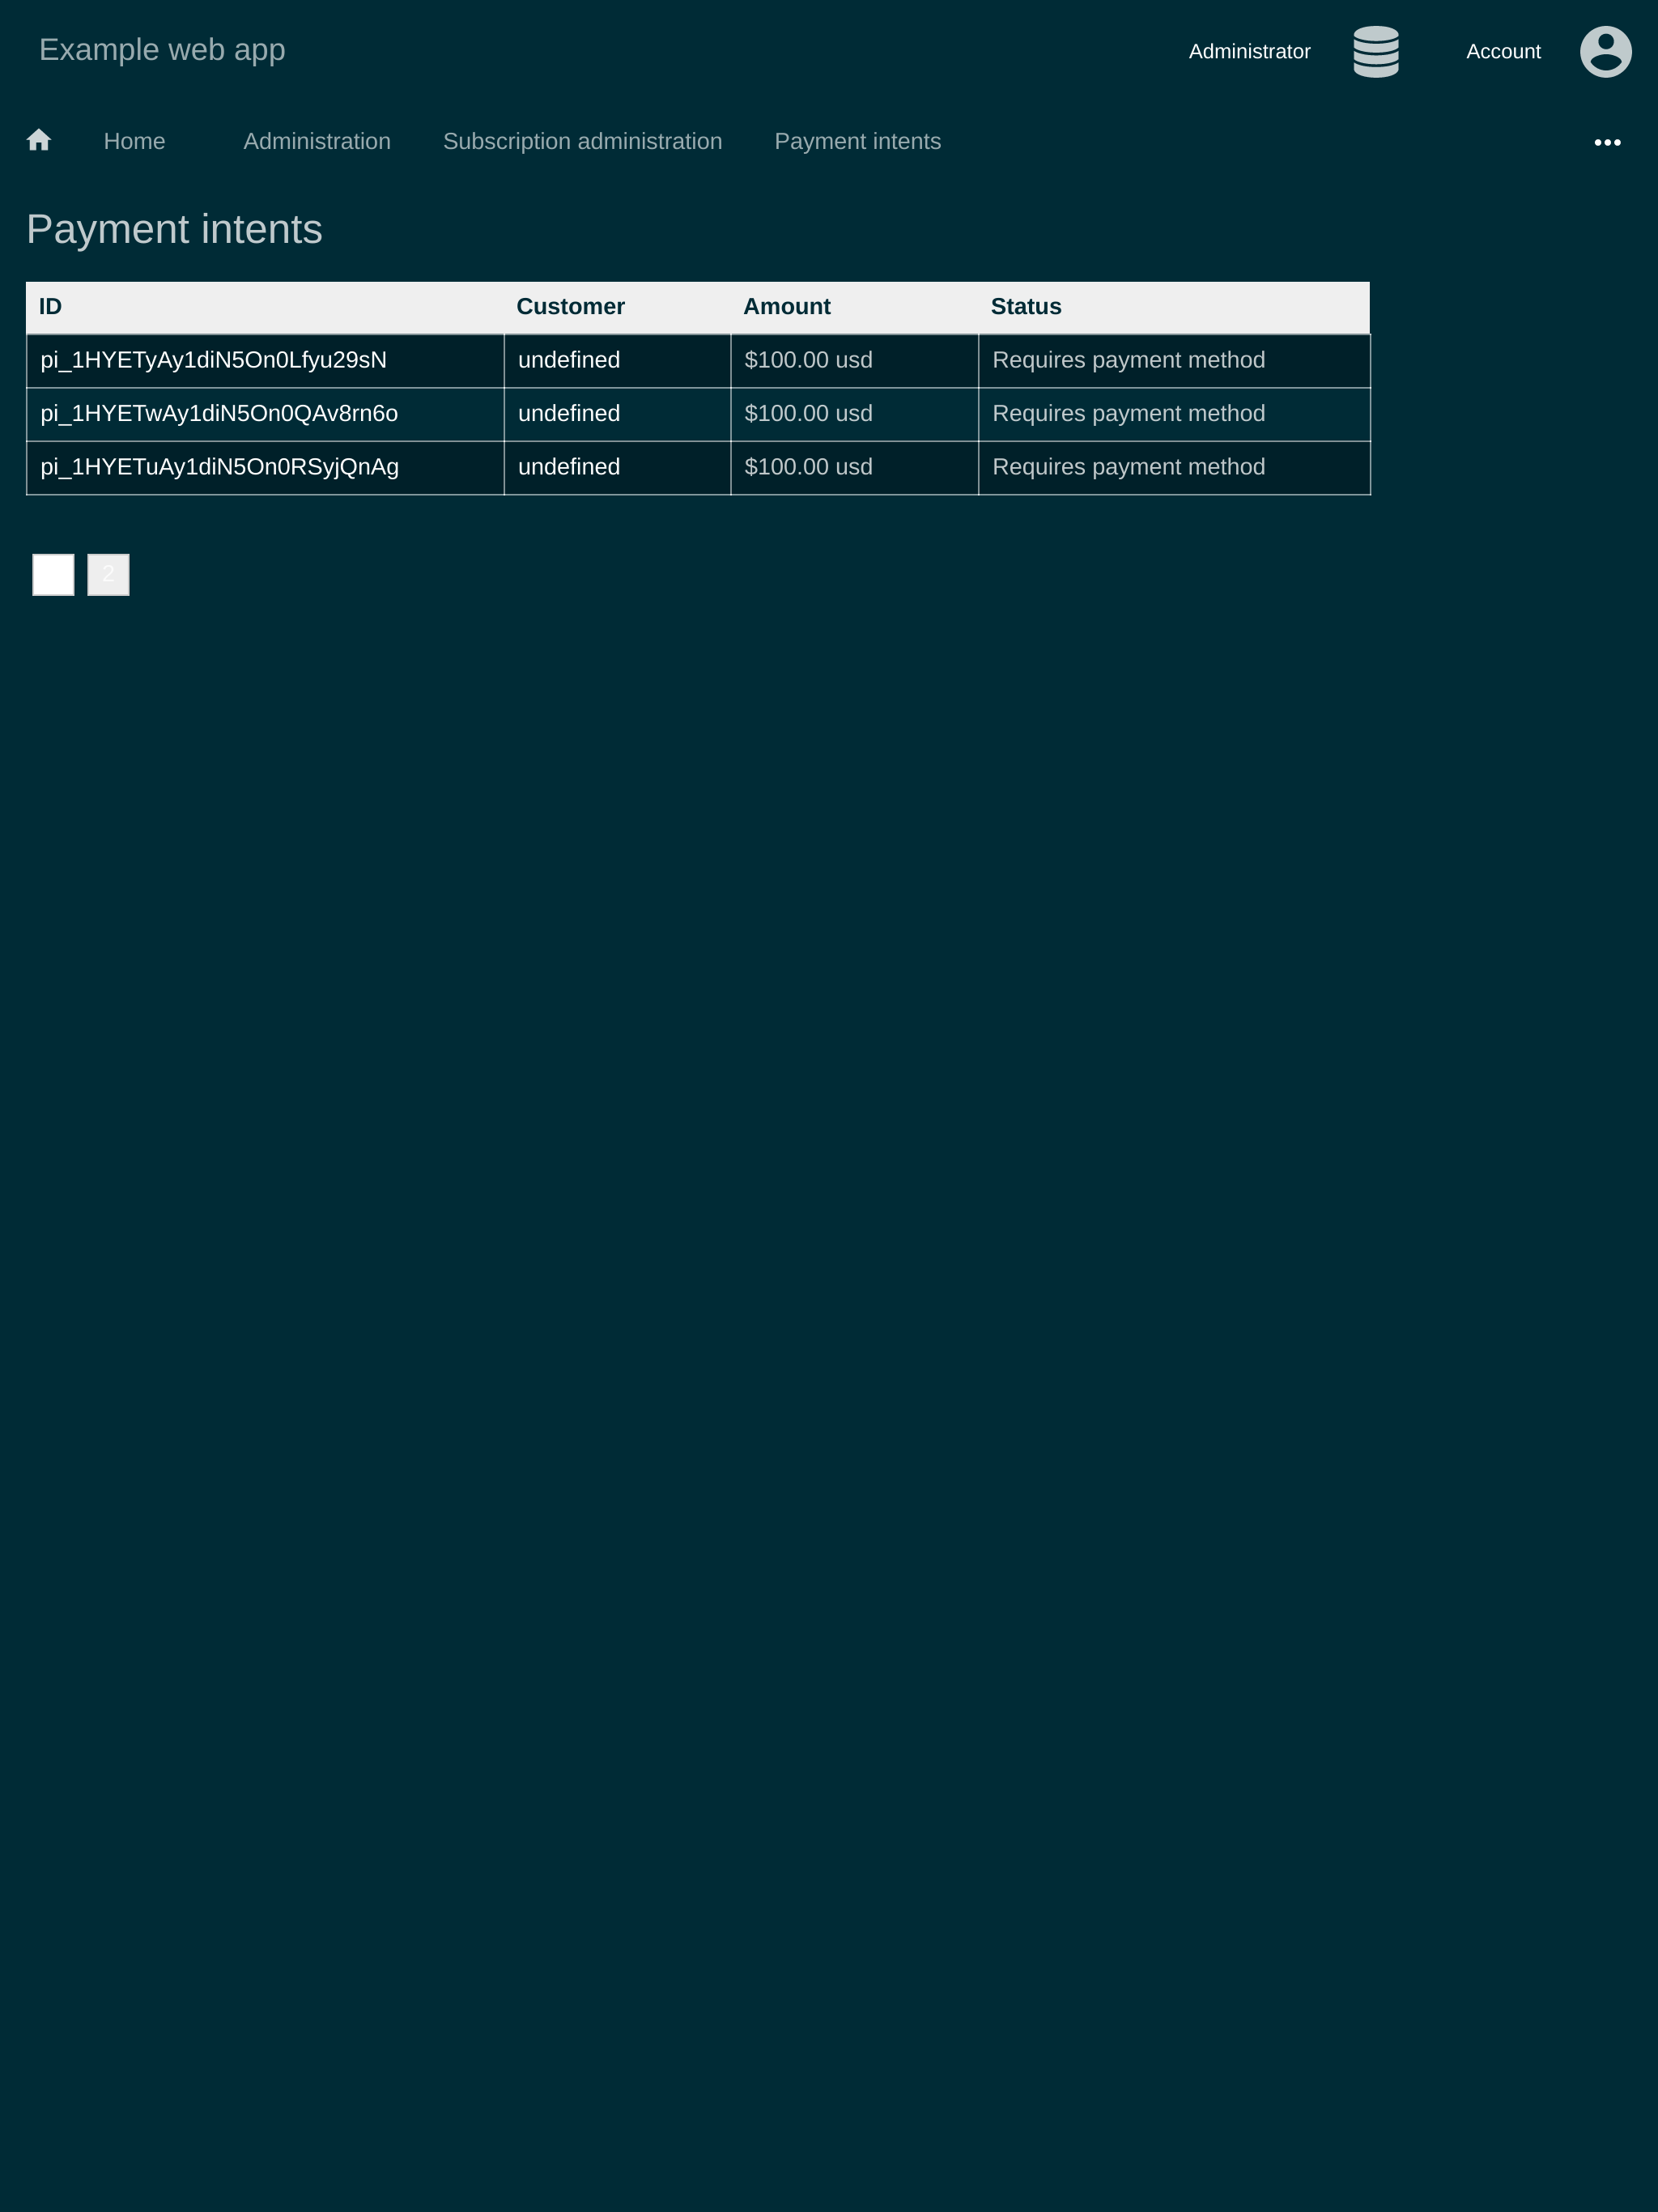 Example web app
Administrator Account
Home Administration Subscription administration Payment intents
Payment intents
ID Customer Amount Status
pi_1HYETyAy1diN5On0Lfyu29sN undefined $100.00 usd Requires payment method
pi_1HYETwAy1diN5On0QAv8rn6o undefined $100.00 usd Requires payment method
pi_1HYETuAy1diN5On0RSyjQnAg undefined $100.00 usd Requires payment method
2